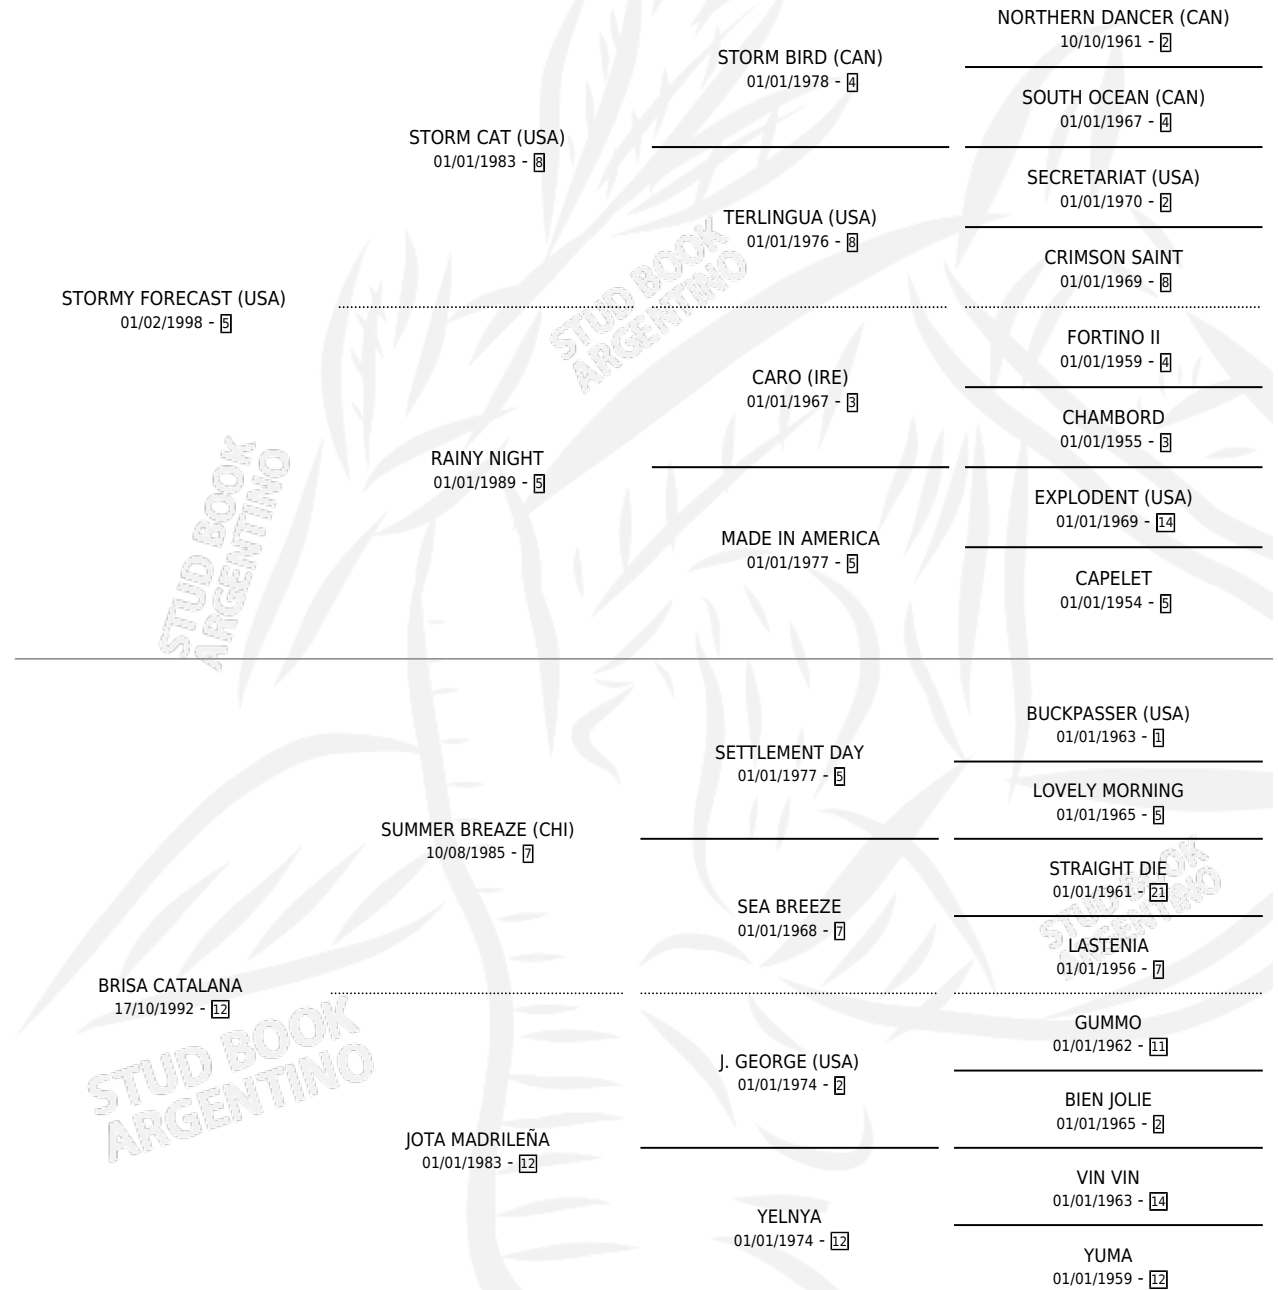 NORTHERN DANCER (CAN)
10/10/1961 - 2
STORM BIRD (CAN)
01/01/1978 - 4
SOUTH OCEAN (CAN)
01/01/1967 - 4
STORM CAT (USA)
01/01/1983 - 8
SECRETARIAT (USA)
01/01/1970 - 2
TERLINGUA (USA)
01/01/1976 - 8
CRIMSON SAINT
01/01/1969 - 8
STORMY FORECAST (USA)
01/02/1998 - 5
FORTINO II
01/01/1959 - 4
CARO (IRE)
01/01/1967 - 3
CHAMBORD
01/01/1955 - 3
RAINY NIGHT
01/01/1989 - 5
EXPLODENT (USA)
01/01/1969 - 14
MADE IN AMERICA
01/01/1977 - 5
CAPELET
01/01/1954 - 5
BUCKPASSER (USA)
01/01/1963 - 1
SETTLEMENT DAY
01/01/1977 - 5
LOVELY MORNING
01/01/1965 - 5
SUMMER BREAZE (CHI)
10/08/1985 - 7
STRAIGHT DIE
01/01/1961 - 21
SEA BREEZE
01/01/1968 - 7
LASTENIA
01/01/1956 - 7
BRISA CATALANA
17/10/1992 - 12
GUMMO
01/01/1962 - 11
J. GEORGE (USA)
01/01/1974 - 2
BIEN JOLIE
01/01/1965 - 2
JOTA MADRILEÑA
01/01/1983 - 12
VIN VIN
01/01/1963 - 14
YELNYA
01/01/1974 - 12
YUMA
01/01/1959 - 12
STUD BOOK
ARGENTINO
STUD BOOK
ARGENTINO
STUD BOOK
ARGENTINO
STUD BOOK
ARGENTINO